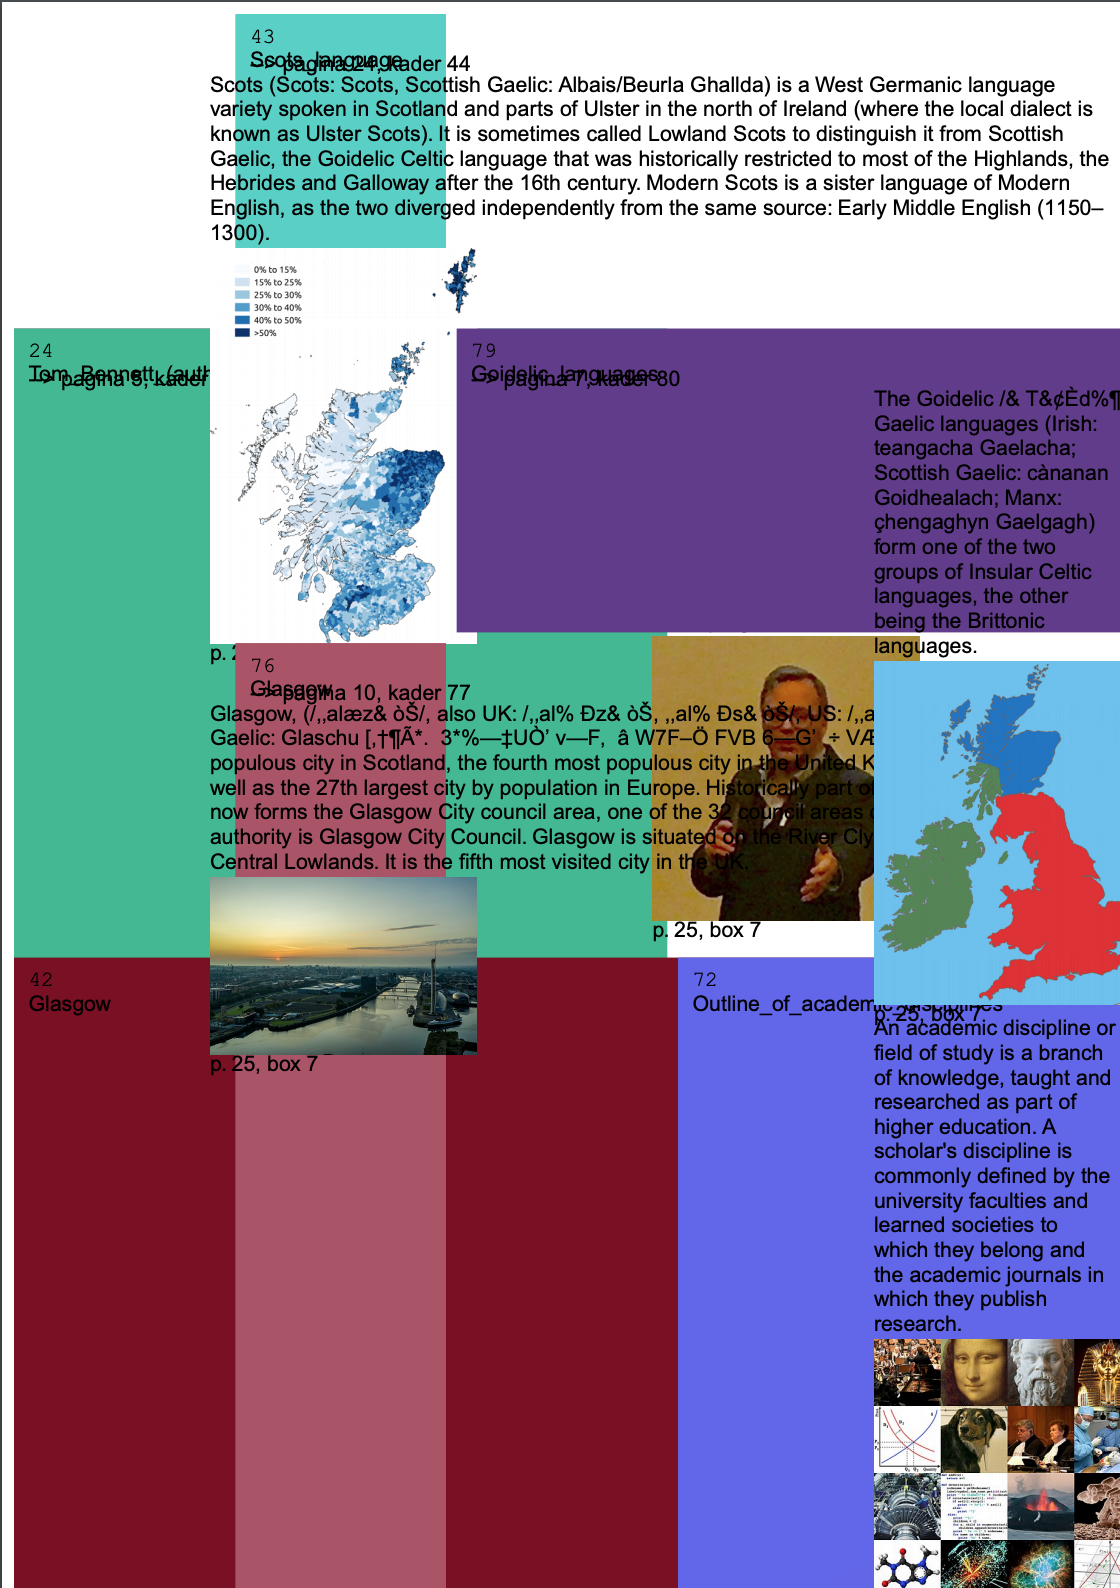 43
Scots_language
--> pagina 24, kader 44
Scots (Scots: Scots, Scottish Gaelic: Albais/Beurla Ghallda) is a West Germanic language
variety spoken in Scotland and parts of Ulster in the north of Ireland (where the local dialect is
known as Ulster Scots). It is sometimes called Lowland Scots to distinguish it from Scottish
Gaelic, the Goidelic Celtic language that was historically restricted to most of the Highlands, the
Hebrides and Galloway after the 16th century. Modern Scots is a sister language of Modern
English, as the two diverged independently from the same source: Early Middle English (1150–
1300).
0% to 15%
15% to 25%
25% to 30%
30% to 40%
40% to 50%
>50%
24
Tom_Bennett_(auth
--> pagina 5, kader
79
Goidelic_languages
--> pagina 7, kader 80
The Goidelic /& T&¢Èd%¶
Gaelic languages (Irish:
teangacha Gaelacha;
Scottish Gaelic: cànanan
Goidhealach; Manx:
çhengaghyn Gaelgagh)
form one of the two
groups of Insular Celtic
languages, the other
being the Brittonic
languages.
p. 2
76
Glasgow
--> pagina 10, kader 77
Glasgow, (/,,alæz& òŠ/, also UK: /,,al% Ðz& òŠ, ,,al% Ðs& òŠ/, US: /,,a
Gaelic: Glaschu [,†¶Ã*. 3*%—‡UÒ’ v—F, â W7F–Ö FVB 6—G’ ÷ VÆ
populous city in Scotland, the fourth most populous city in the United K
well as the 27th largest city by population in Europe. Historically part of
now forms the Glasgow City council area, one of the 32 council areas o
authority is Glasgow City Council. Glasgow is situated on the River Cly
Central Lowlands. It is the fifth most visited city in the UK.
p. 25, box 7
p. 25, box 7
42
Glasgow
p. 25, box 7
72
Outline_of_academic_disciplines
An academic discipline or
field of study is a branch
of knowledge, taught and
researched as part of
higher education. A
scholar's discipline is
commonly defined by the
university faculties and
learned societies to
which they belong and
the academic journals in
which they publish
research.